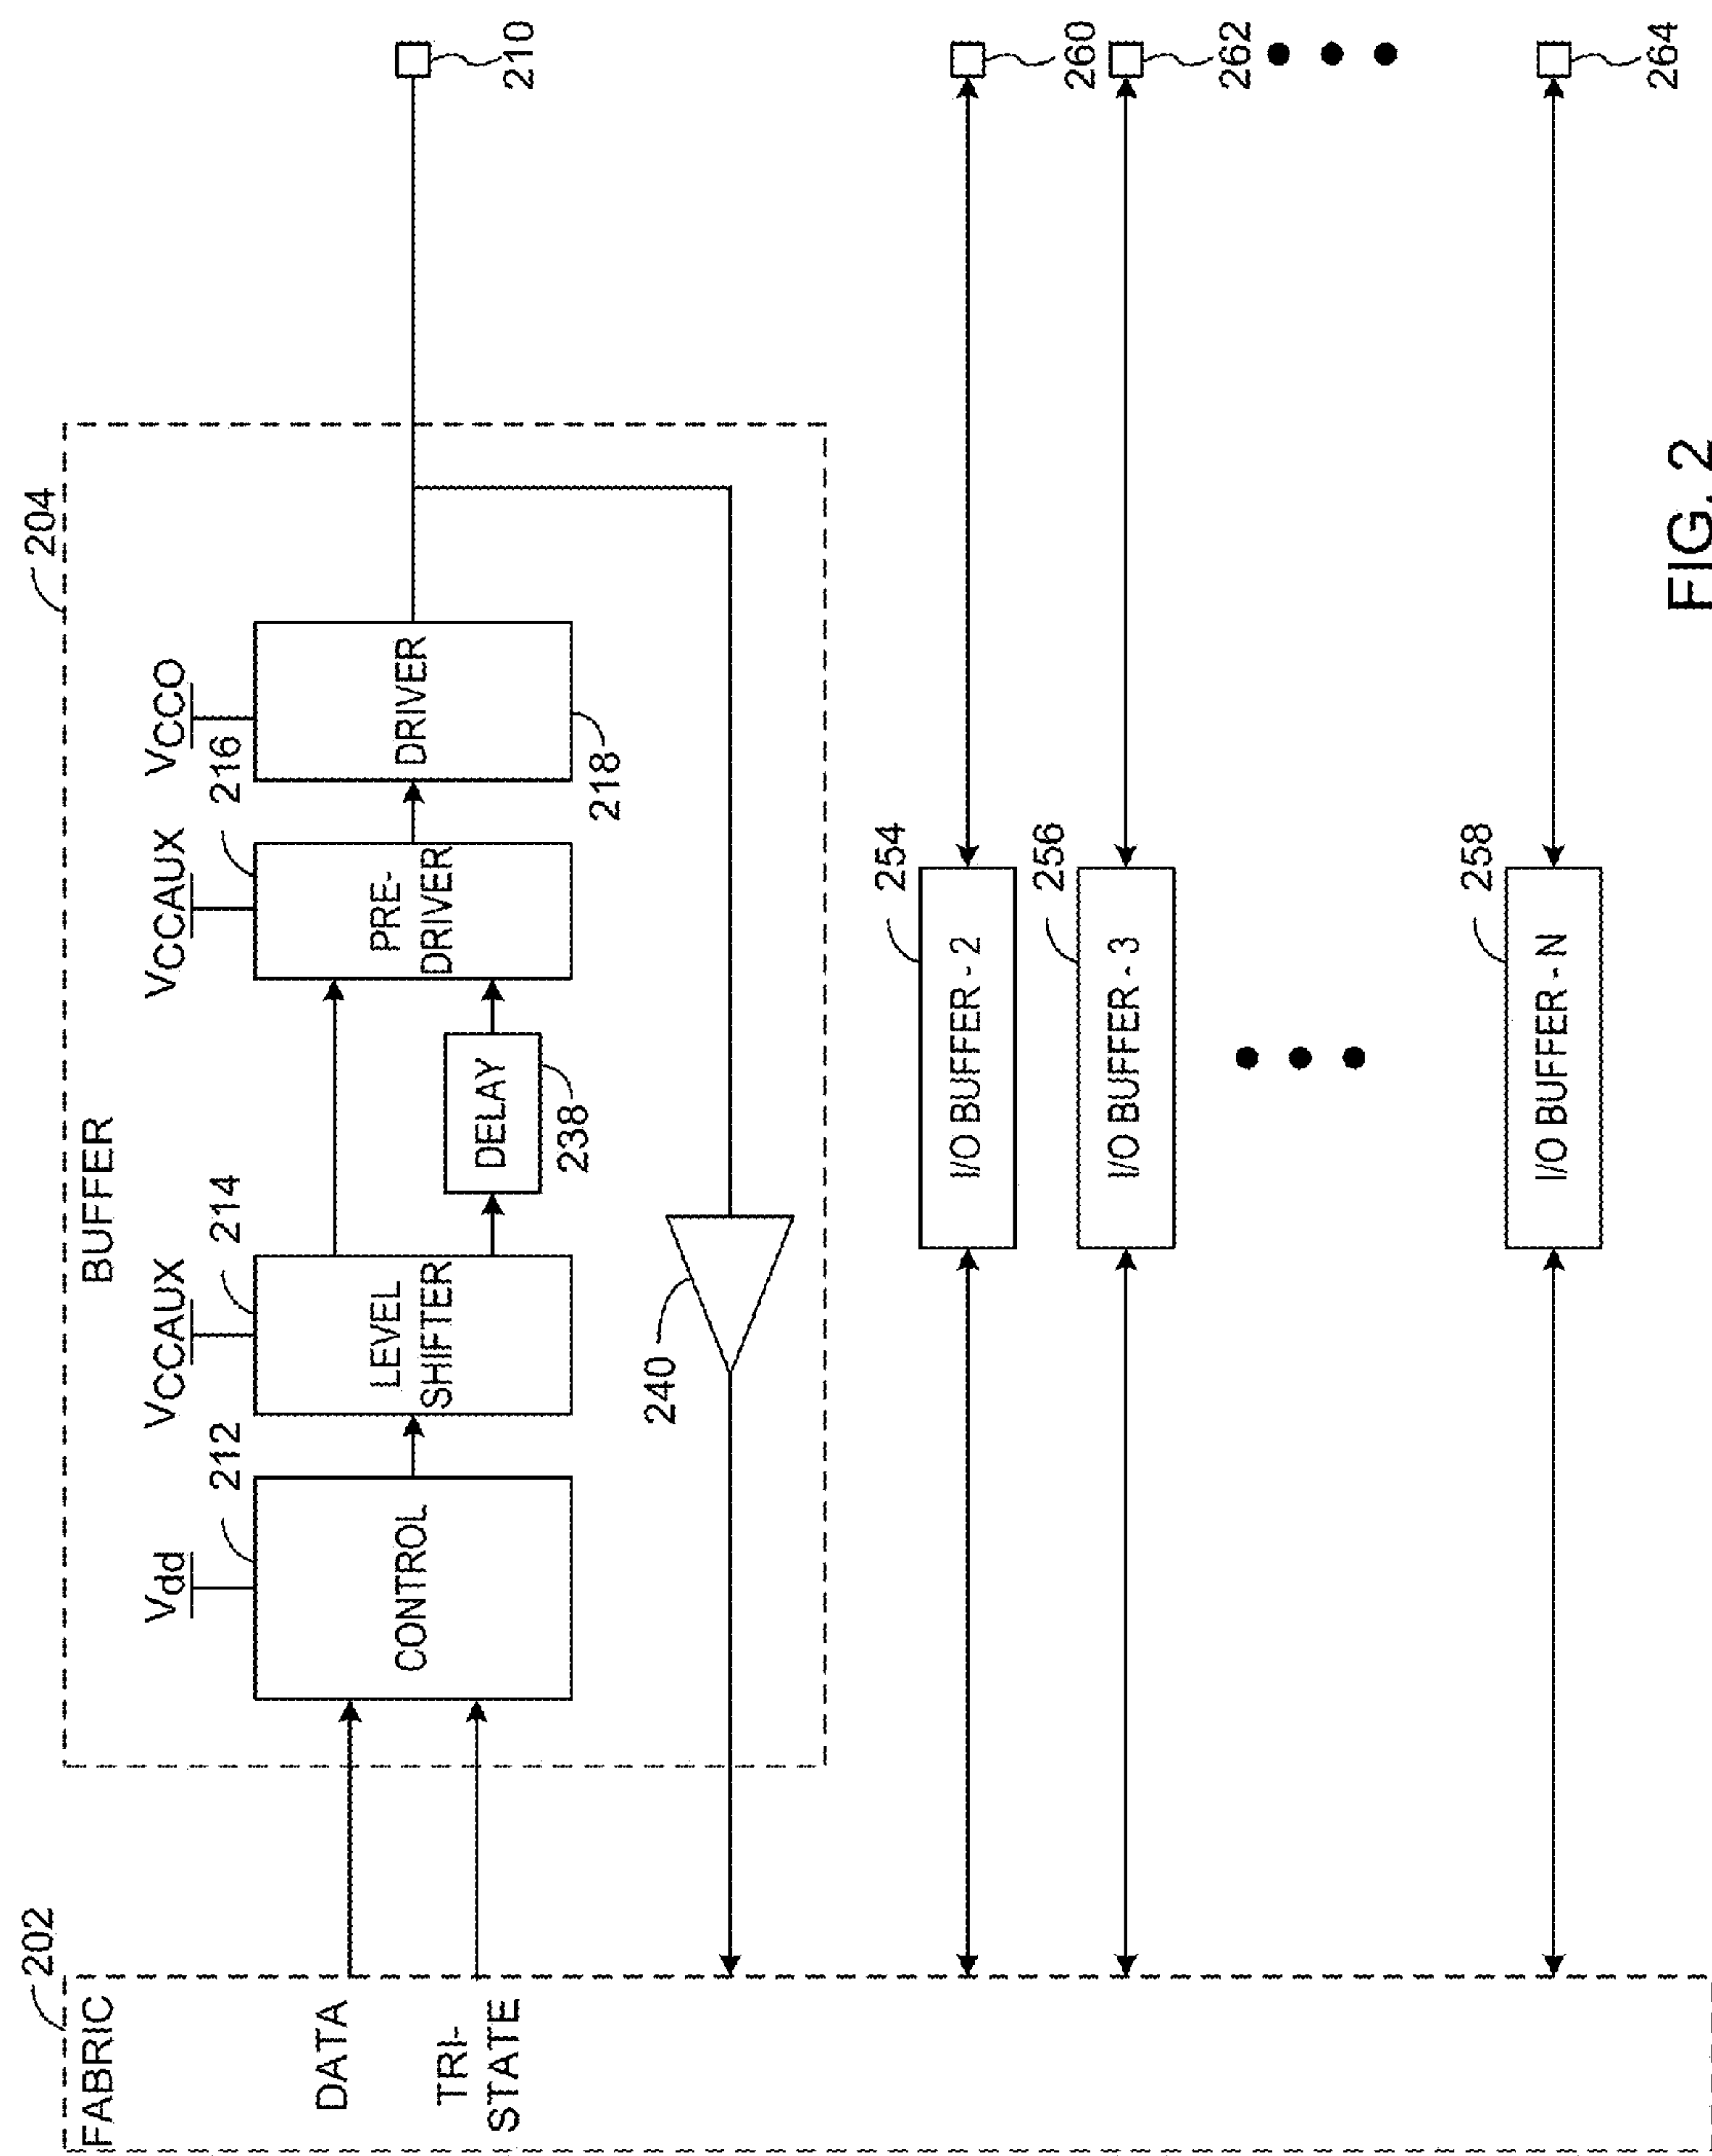 202
FABRIC
DATA
TRI-
STATE
204
BUFFER
Vdd
212
CONTROL
VCCAUX
214
LEVEL
SHIFTER
DELAY
238
VCCAUX
216
PRE-
DRIVER
VCCO
DRIVER
218
210
240
254
I/O BUFFER - 2
260
256
I/O BUFFER - 3
262
258
I/O BUFFER - N
264
FIG. 2